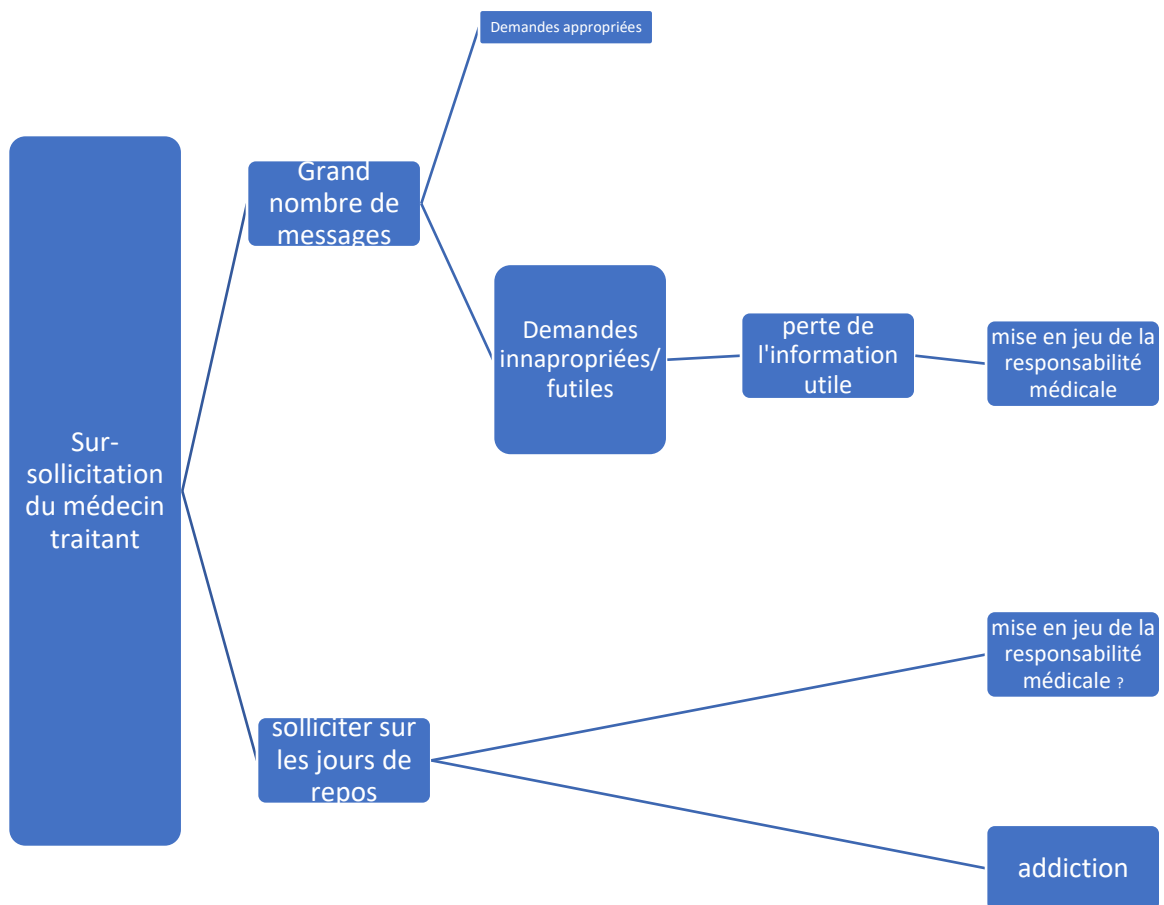 Demandes appropriées
Grand
nombre de
messages
Demandes
innapropriées/
futiles
perte de
l'information
utile
mise en jeu de la
responsabilité
médicale
Sur-
sollicitation
du médecin
traitant
mise en jeu de la
responsabilité
médicale ?
solliciter sur
les jours de
repos
addiction